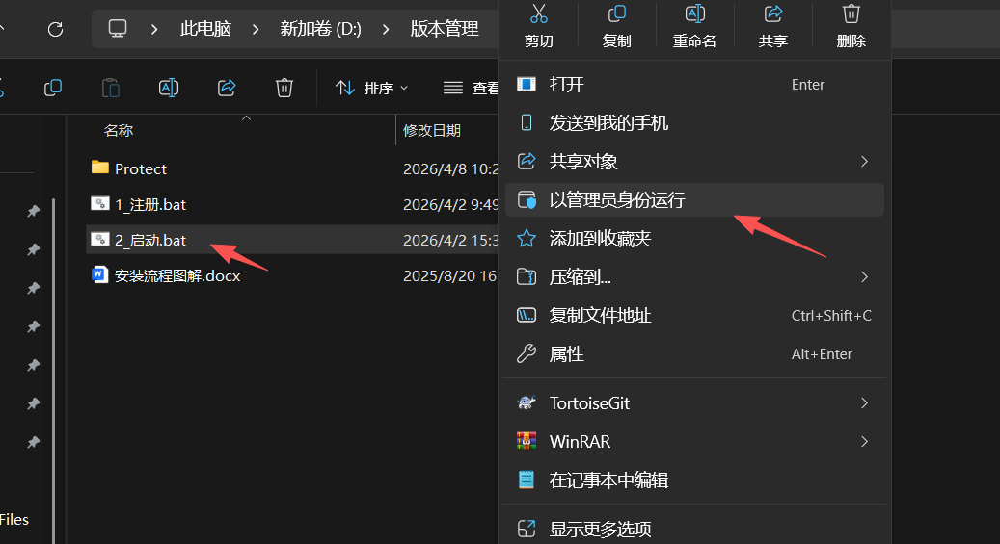 此电脑 > 新加卷 (D:) > 版本管理
剪切 复制 重命名 共享 删除
排序 查看
名称 修改日期
Protect 2026/4/8 10:2
1_注册.bat 2026/4/2 9:49
2_启动.bat 2026/4/2 15:3
安装流程图解.docx 2025/8/20 16
Files
打开 Enter
发送到我的手机
共享对象
以管理员身份运行
添加到收藏夹
压缩到...
复制文件地址 Ctrl+Shift+C
属性 Alt+Enter
TortoiseGit
WinRAR
在记事本中编辑
显示更多选项